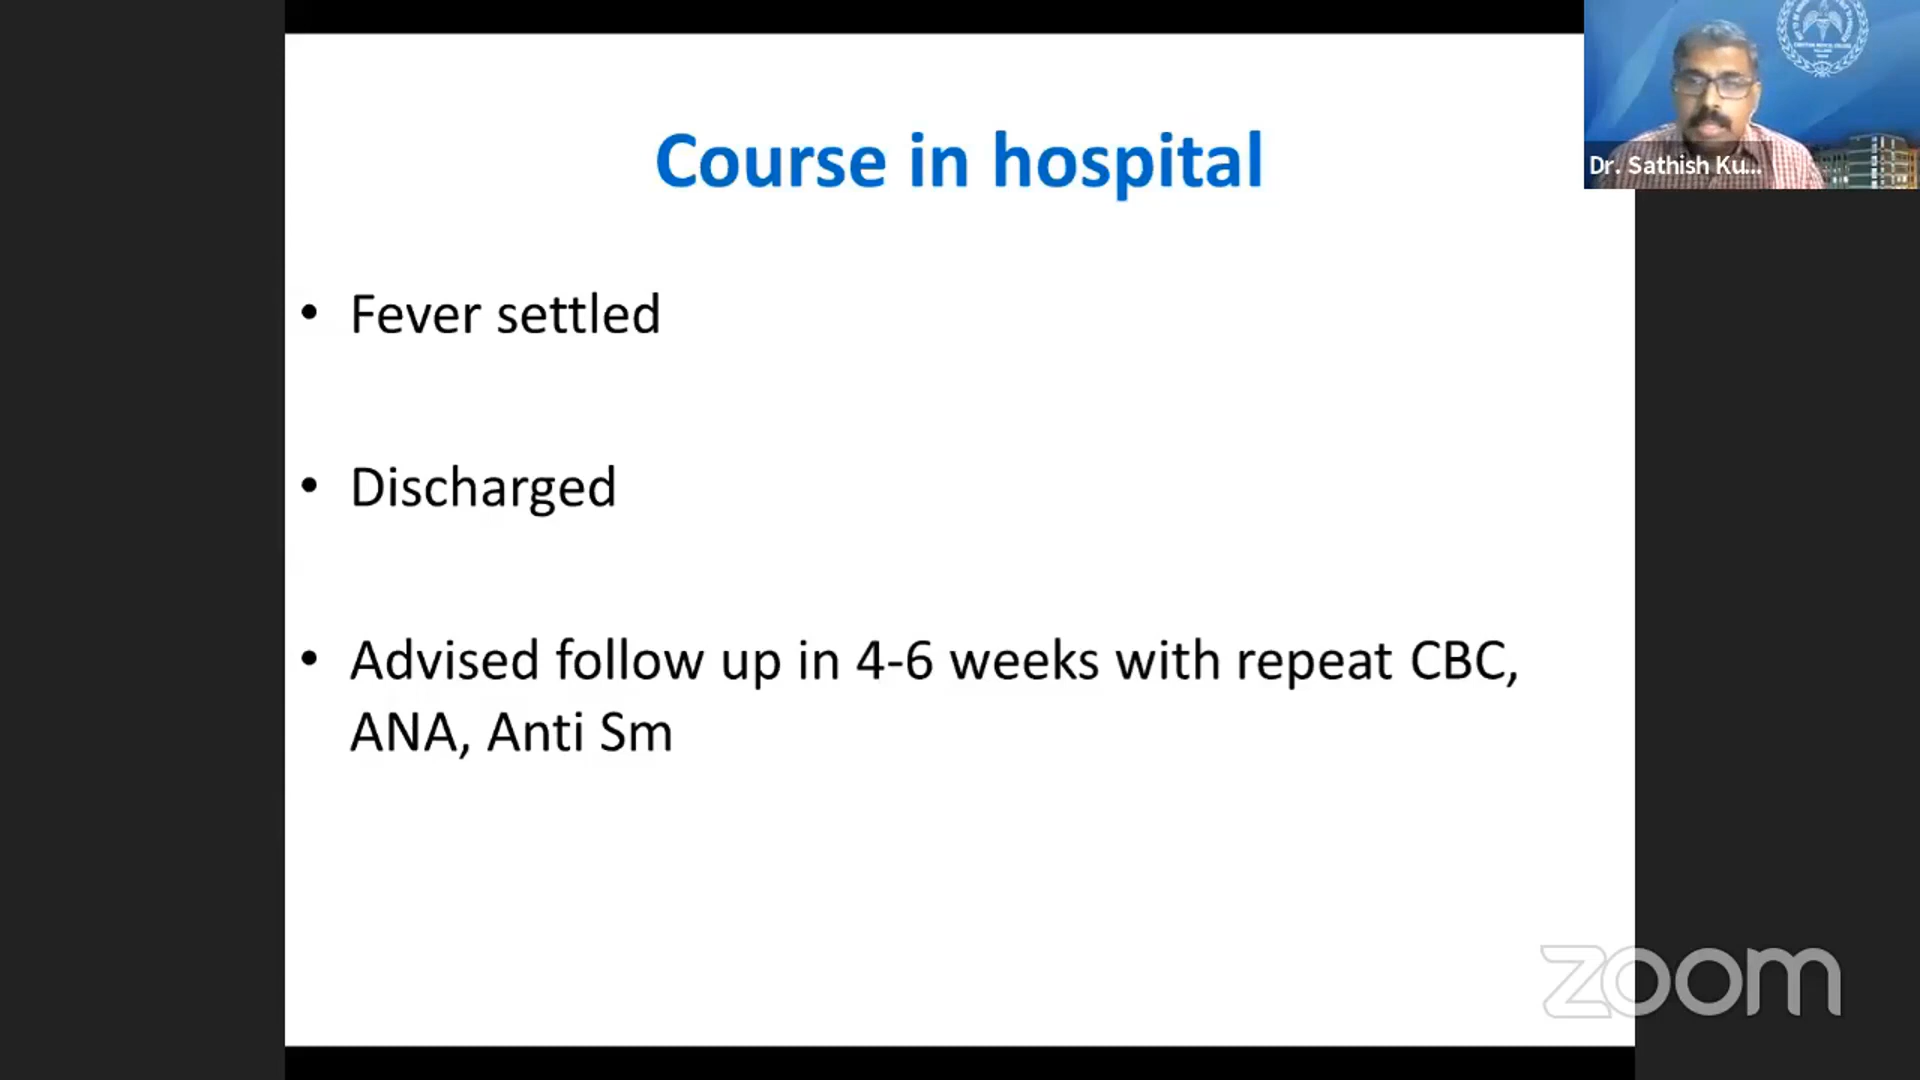 Course in hospital
Dr. Sathish Ku...
• Fever settled
• Discharged
• Advised follow up in 4-6 weeks with repeat CBC,
ANA, Anti Sm
zoom